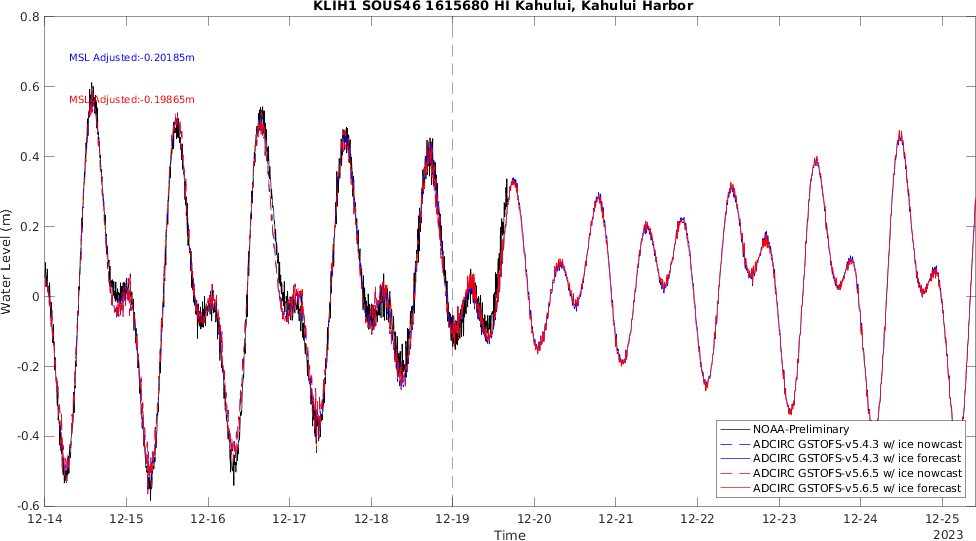 KLIH1 SOUS46 1615680 HI Kahului, Kahului Harbor
MSL Adjusted:-0.20185m
MSL Adjusted:-0.19865m
Water Level (m)
0.8
0.6
0.4
0.2
0
-0.2
-0.4
-0.6
NOAA-Preliminary
ADCIRC GSTOFS-v5.4.3 w/ ice nowcast
ADCIRC GSTOFS-v5.4.3 w/ ice forecast
ADCIRC GSTOFS-v5.6.5 w/ ice nowcast
ADCIRC GSTOFS-v5.6.5 w/ ice forecast
12-14 12-15 12-16 12-17 12-18 12-19 12-20 12-21 12-22 12-23 12-24 12-25
2023
Time